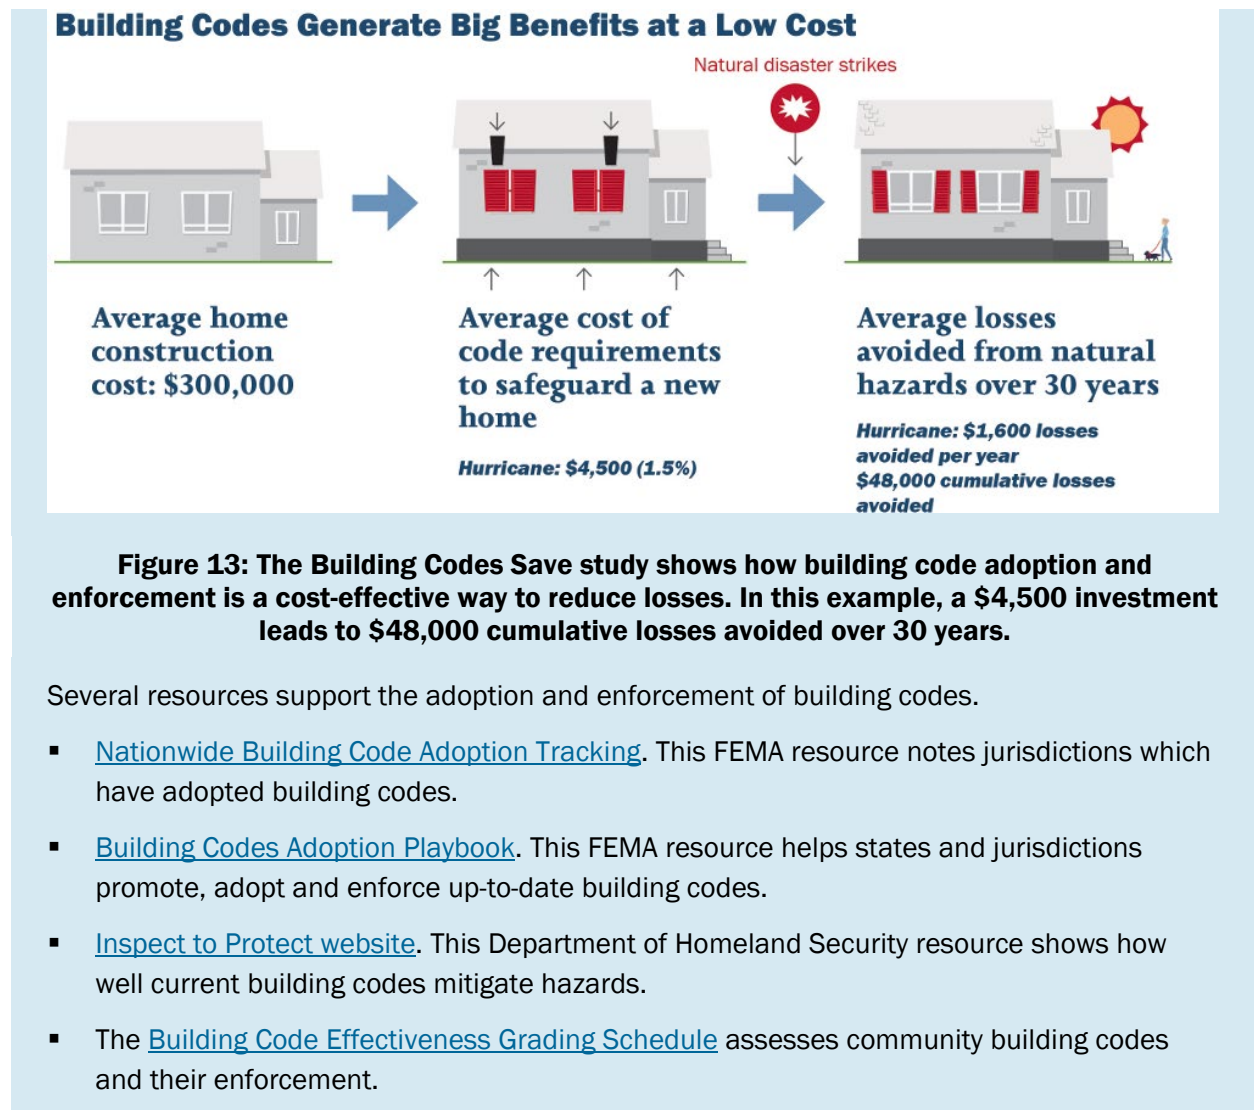 Building Codes Generate Big Benefits at a Low Cost
Natural disaster strikes
Average home
construction
cost: $300,000
Average cost of
code requirements
to safeguard a new
home
Hurricane: $4,500 (1.5%)
Average losses
avoided from natural
hazards over 30 years
Hurricane: $1,600 losses
avoided per year
$48,000 cumulative losses
avoided
Figure 13: The Building Codes Save study shows how building code adoption and
enforcement is a cost-effective way to reduce losses. In this example, a $4,500 investment
leads to $48,000 cumulative losses avoided over 30 years.
Several resources support the adoption and enforcement of building codes.
▪ Nationwide Building Code Adoption Tracking. This FEMA resource notes jurisdictions which
have adopted building codes.
▪ Building Codes Adoption Playbook. This FEMA resource helps states and jurisdictions
promote, adopt and enforce up-to-date building codes.
▪ Inspect to Protect website. This Department of Homeland Security resource shows how
well current building codes mitigate hazards.
▪ The Building Code Effectiveness Grading Schedule assesses community building codes
and their enforcement.